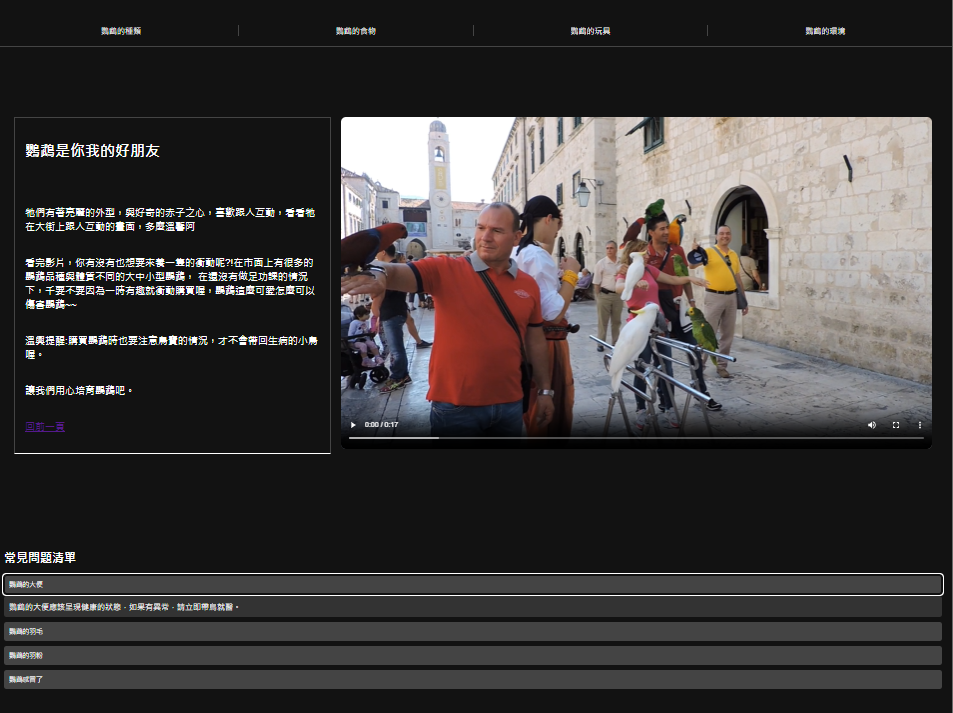 鸚鵡的種類
鸚鵡的食物
鸚鵡的玩具
鸚鵡的環境
鸚鵡是你我的好朋友
牠們有著亮麗的外型，與好奇的赤子之心，喜歡跟人互動，看看牠
在大街上跟人互動的畫面，多麼溫馨阿
看完影片，你有沒有也想要來養一隻的衝動呢?!在市面上有很多的
鸚鵡品種與體質不同的大中小型鸚鵡， 在還沒有做足功課的情況
下，千要不要因為一時有趣就衝動購買喔，鸚鵡這麼可愛怎麼可以
傷害鸚鵡~~
溫興提醒:購買鸚鵡時也要注意鳥寶的情況，才不會帶回生病的小鳥
喔。
讓我們用心培育鸚鵡吧。
回前一頁
0:00 / 0:17
常見問題清單
鸚鵡的大便
鸚鵡的大便應該呈現健康的狀態，如果有異常，請立即帶鳥就醫。
鸚鵡的羽毛
鸚鵡的羽粉
鸚鵡感冒了